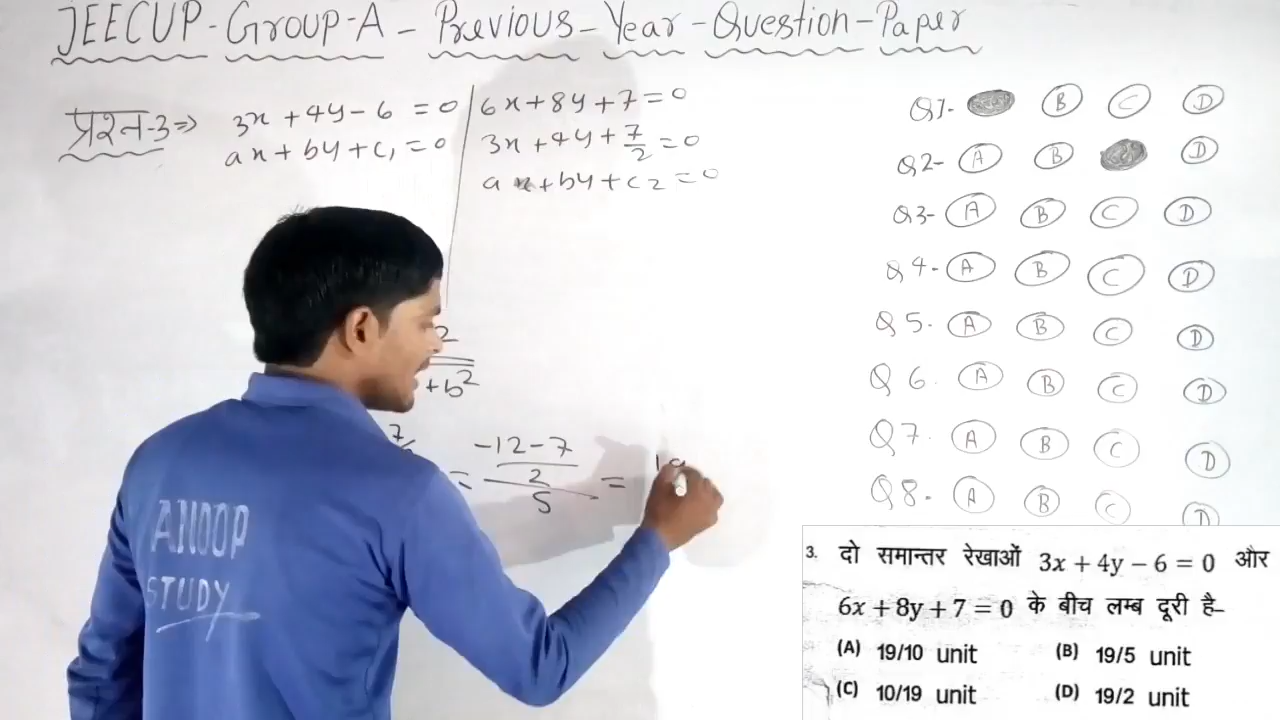 JEECUP-Group-A-Previous-Year-Question-Paper
प्रश्न-3⇒ 3x+4y-6=0 | 6x+8y+7=0
ax+by+c₁=0 | 3x+4y+7/2=0
ax+by+c2=0
2
+b²
7
= -12-7/2/5 = 19
ANOOP
STUDY
Q1- B C D
Q2- A B D
Q3- A B C D
Q4- A B C D
Q5. A B C D
Q6. A B C D
Q7. A B C D
Q8- A B C D
3. दो समान्तर रेखाओं 3x + 4y − 6 = 0 और
6x + 8y + 7 = 0 के बीच लम्ब दूरी है–
(A) 19/10 unit (B) 19/5 unit
(C) 10/19 unit (D) 19/2 unit